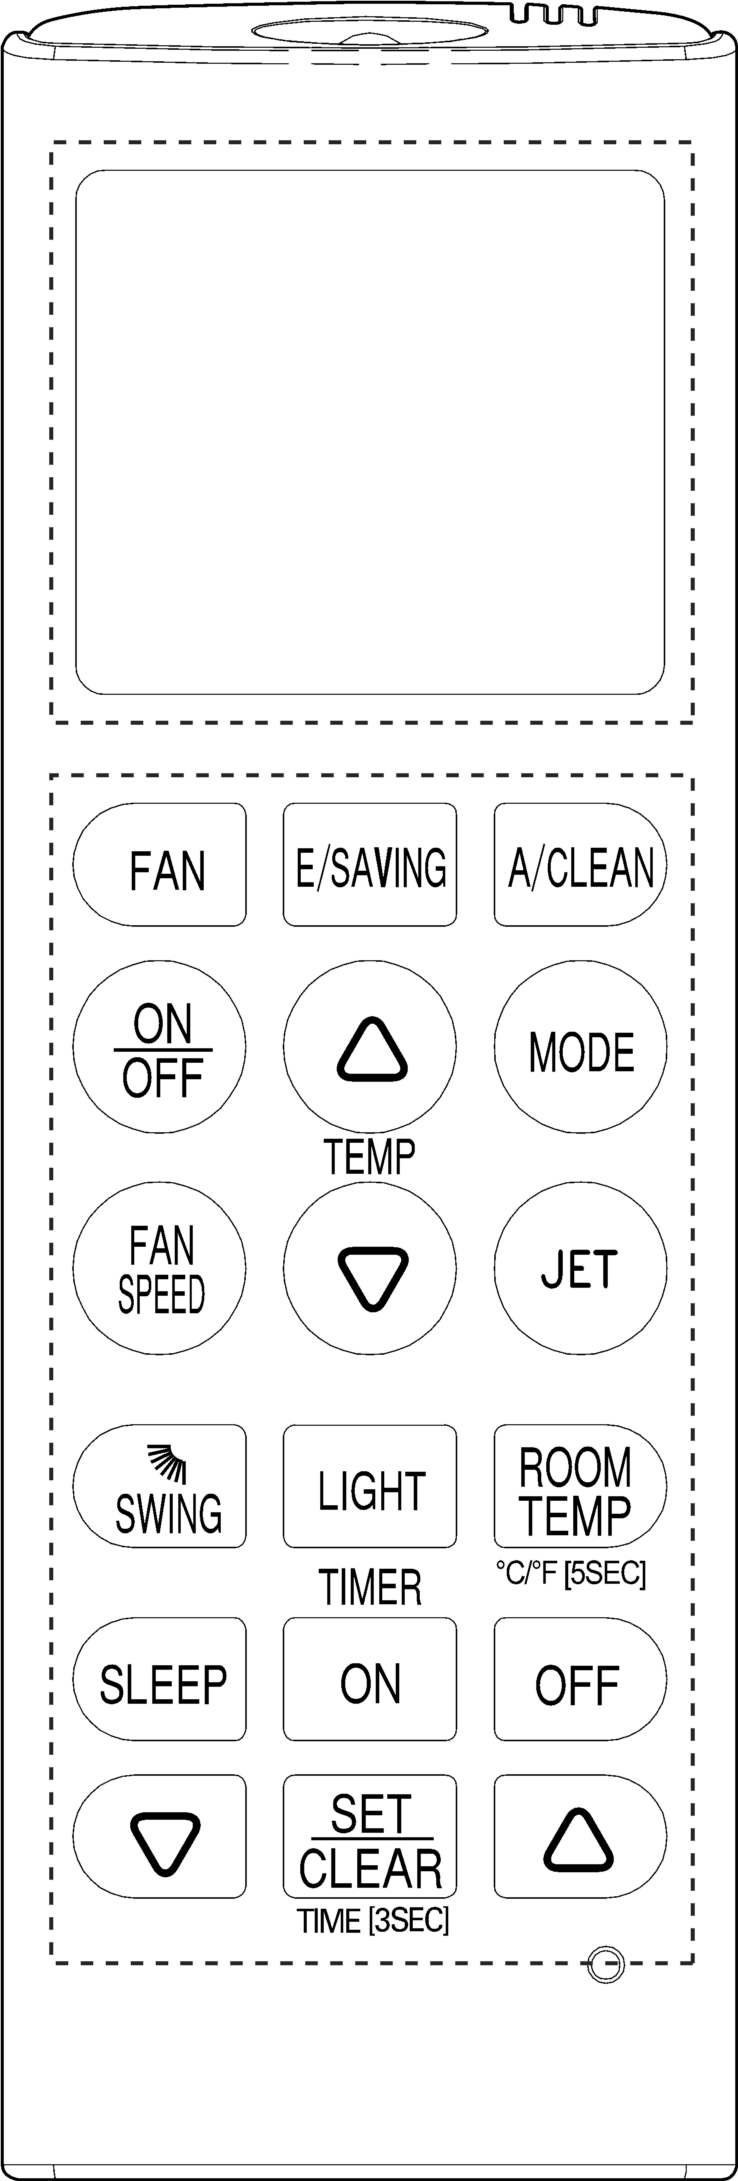 FAN E/SAVING A/CLEAN
ON
OFF
MODE
TEMP
FAN
SPEED
JET
SWING
LIGHT
ROOM
TEMP
°C/°F [5SEC]
TIMER
SLEEP ON OFF
SET
CLEAR
TIME [3SEC]